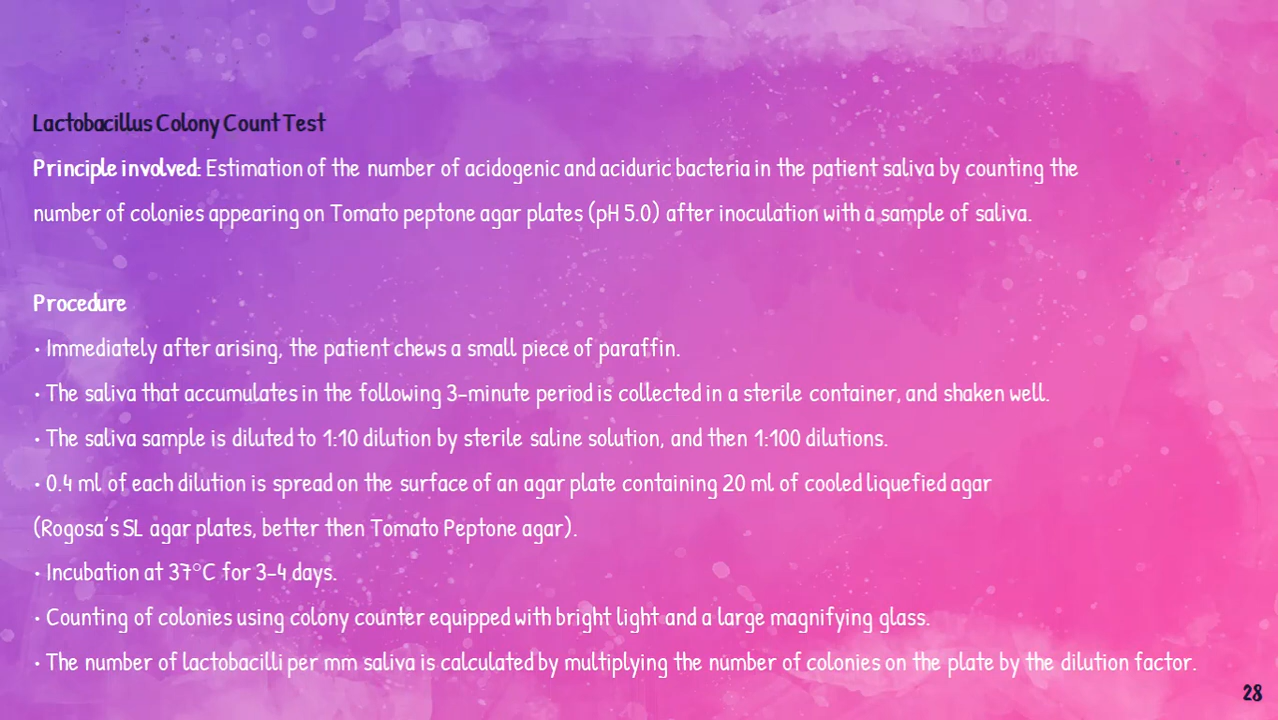 Lactobacillus Colony Count Test
Principle involved: Estimation of the number of acidogenic and aciduric bacteria in the patient saliva by counting the
number of colonies appearing on Tomato peptone agar plates (pH 5.0) after inoculation with a sample of saliva.
Procedure
• Immediately after arising, the patient chews a small piece of paraffin.
• The saliva that accumulates in the following 3-minute period is collected in a sterile container, and shaken well.
• The saliva sample is diluted to 1:10 dilution by sterile saline solution, and then 1:100 dilutions.
• 0.4 ml of each dilution is spread on the surface of an agar plate containing 20 ml of cooled liquefied agar
(Rogosa's SL agar plates, better then Tomato Peptone agar).
• Incubation at 37°C for 3-4 days.
• Counting of colonies using colony counter equipped with bright light and a large magnifying glass.
• The number of lactobacilli per mm saliva is calculated by multiplying the number of colonies on the plate by the dilution factor.
28